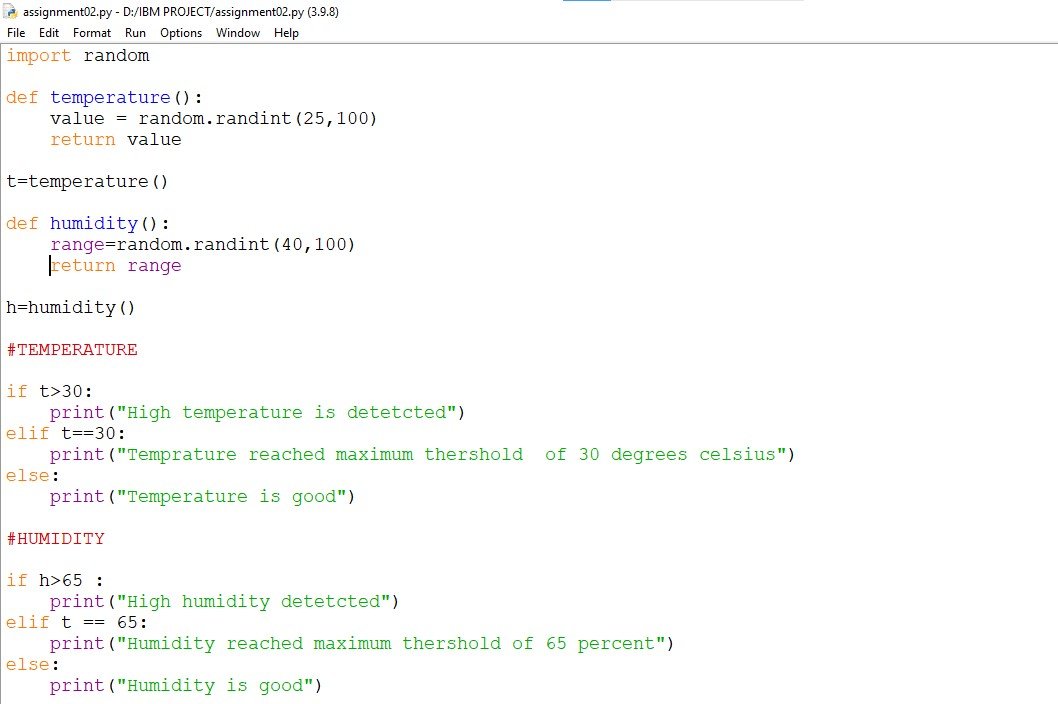 assignment02.py - D:/IBM PROJECT/assignment02.py (3.9.8)
File Edit Format Run Options Window Help
import random
def temperature():
    value = random.randint(25,100)
    return value
t=temperature()
def humidity():
    range=random.randint(40,100)
    return range
h=humidity()
#TEMPERATURE
if t>30:
    print("High temperature is detetcted")
elif t==30:
    print("Temprature reached maximum thershold  of 30 degrees celsius")
else:
    print("Temperature is good")
#HUMIDITY
if h>65 :
    print("High humidity detetcted")
elif t == 65:
    print("Humidity reached maximum thershold of 65 percent")
else:
    print("Humidity is good")